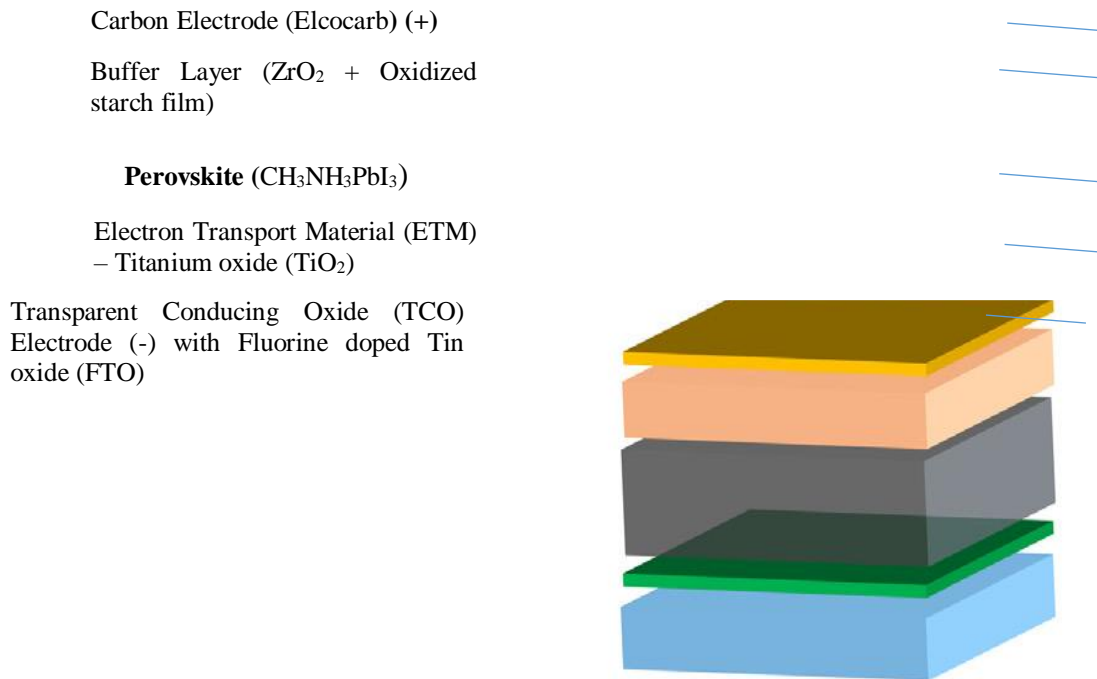 Carbon Electrode (Elcocarb) (+)
Buffer Layer (ZrO₂ + Oxidized
starch film)
Perovskite (CH₃NH₃PbI₃)
Electron Transport Material (ETM)
– Titanium oxide (TiO₂)
Transparent Conducing Oxide (TCO)
Electrode (-) with Fluorine doped Tin
oxide (FTO)